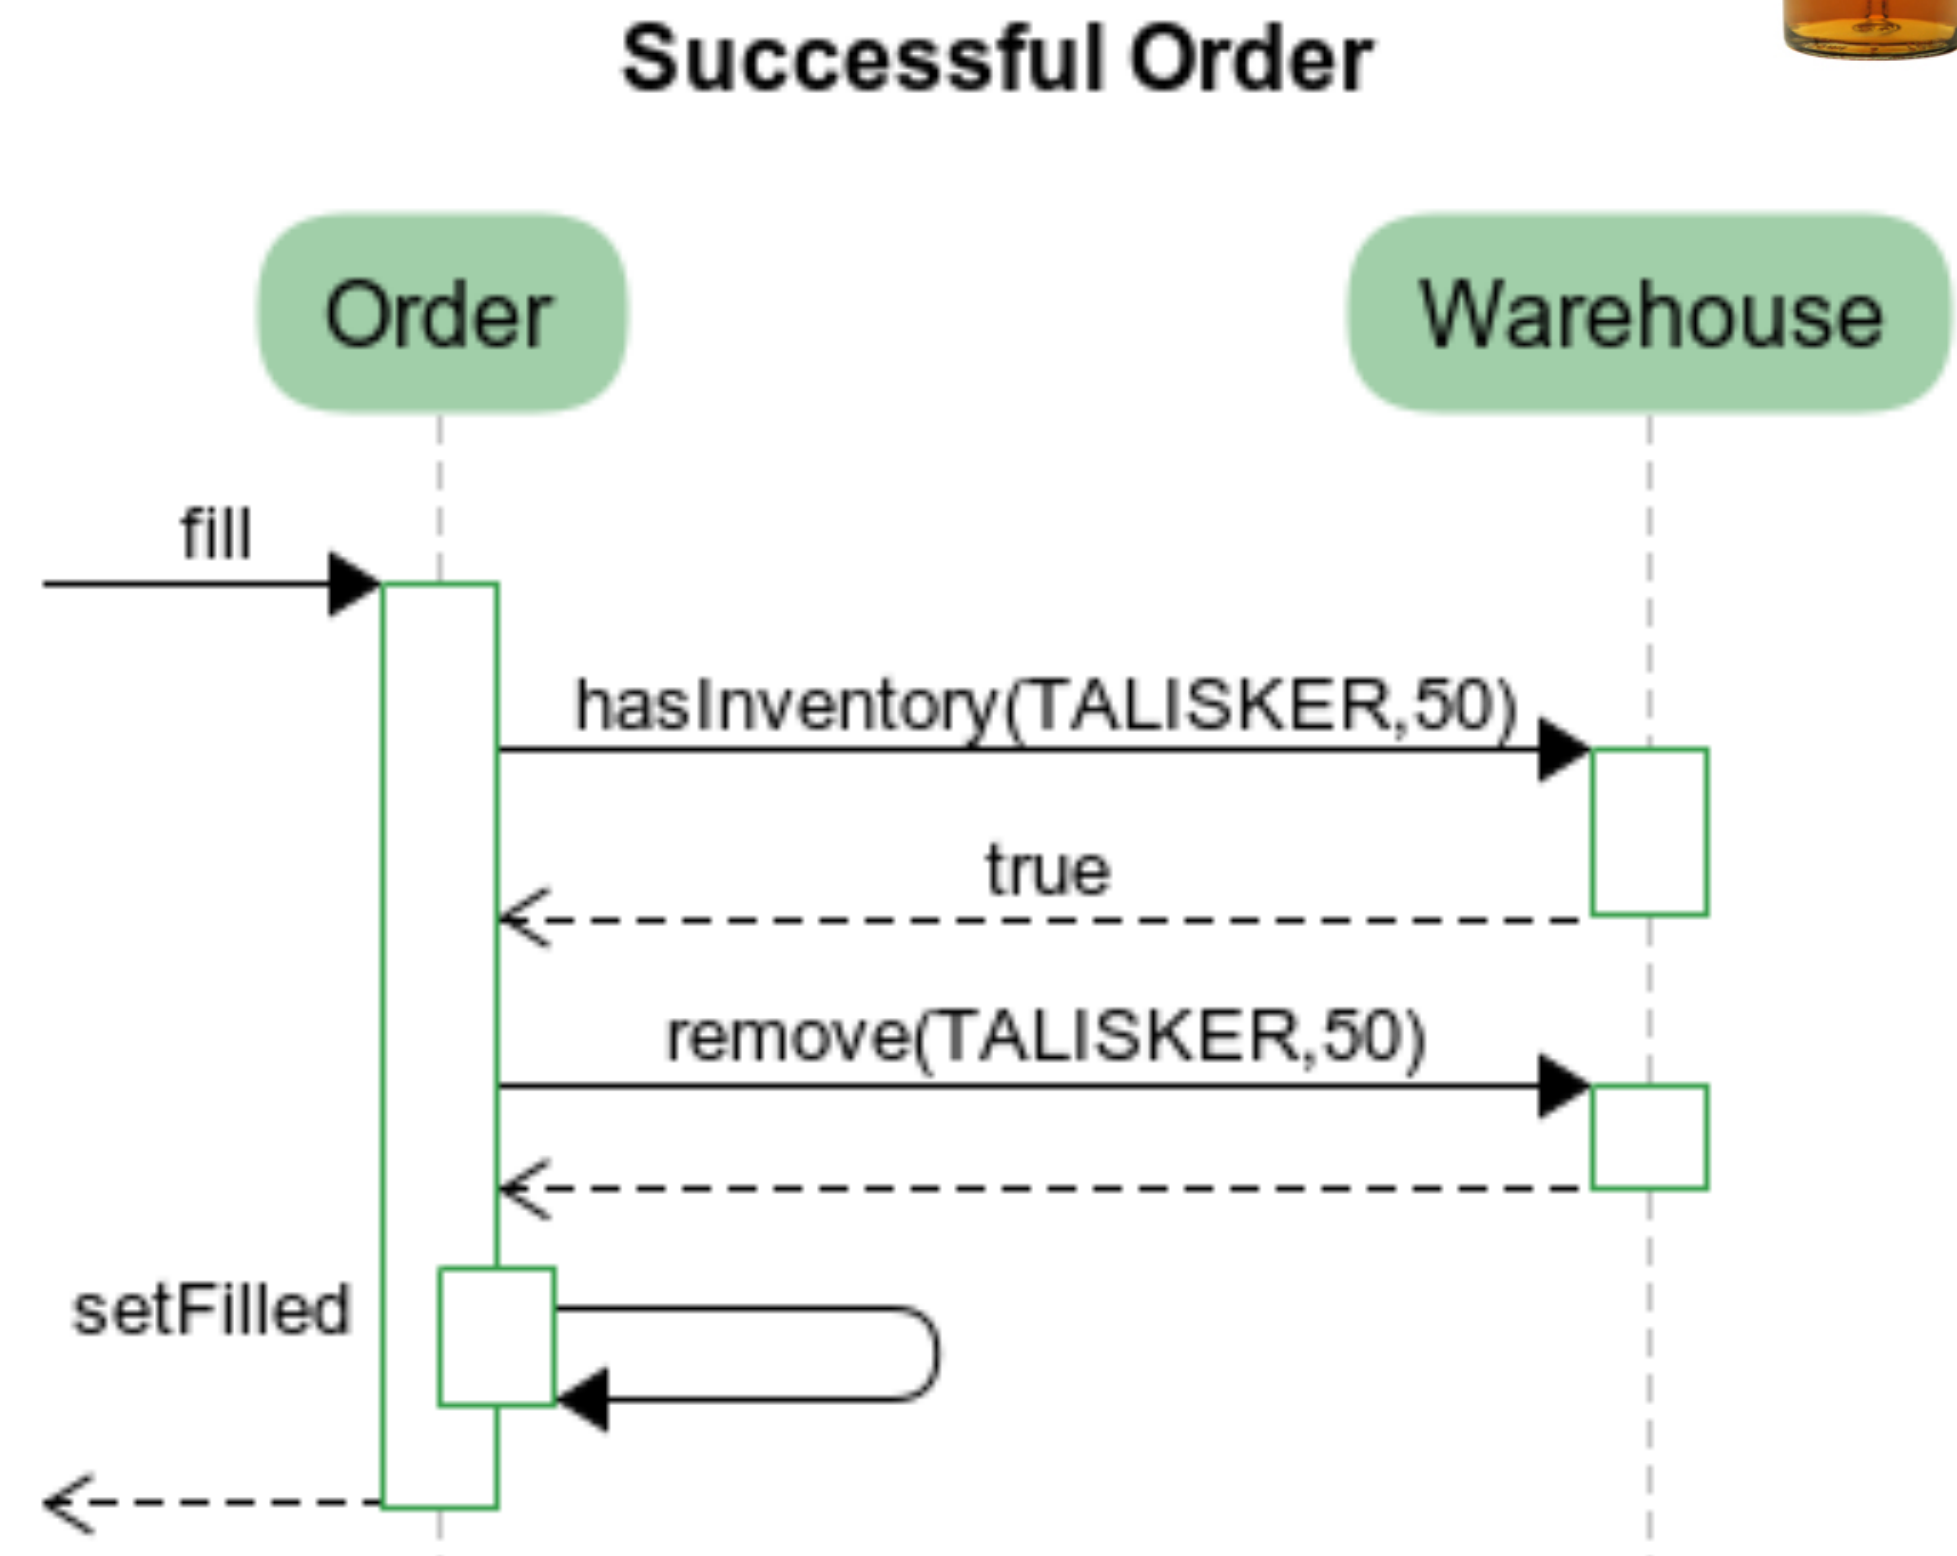 Successful Order
Order
Warehouse
fill
hasInventory(TALISKER,50)
true
remove(TALISKER,50)
setFilled